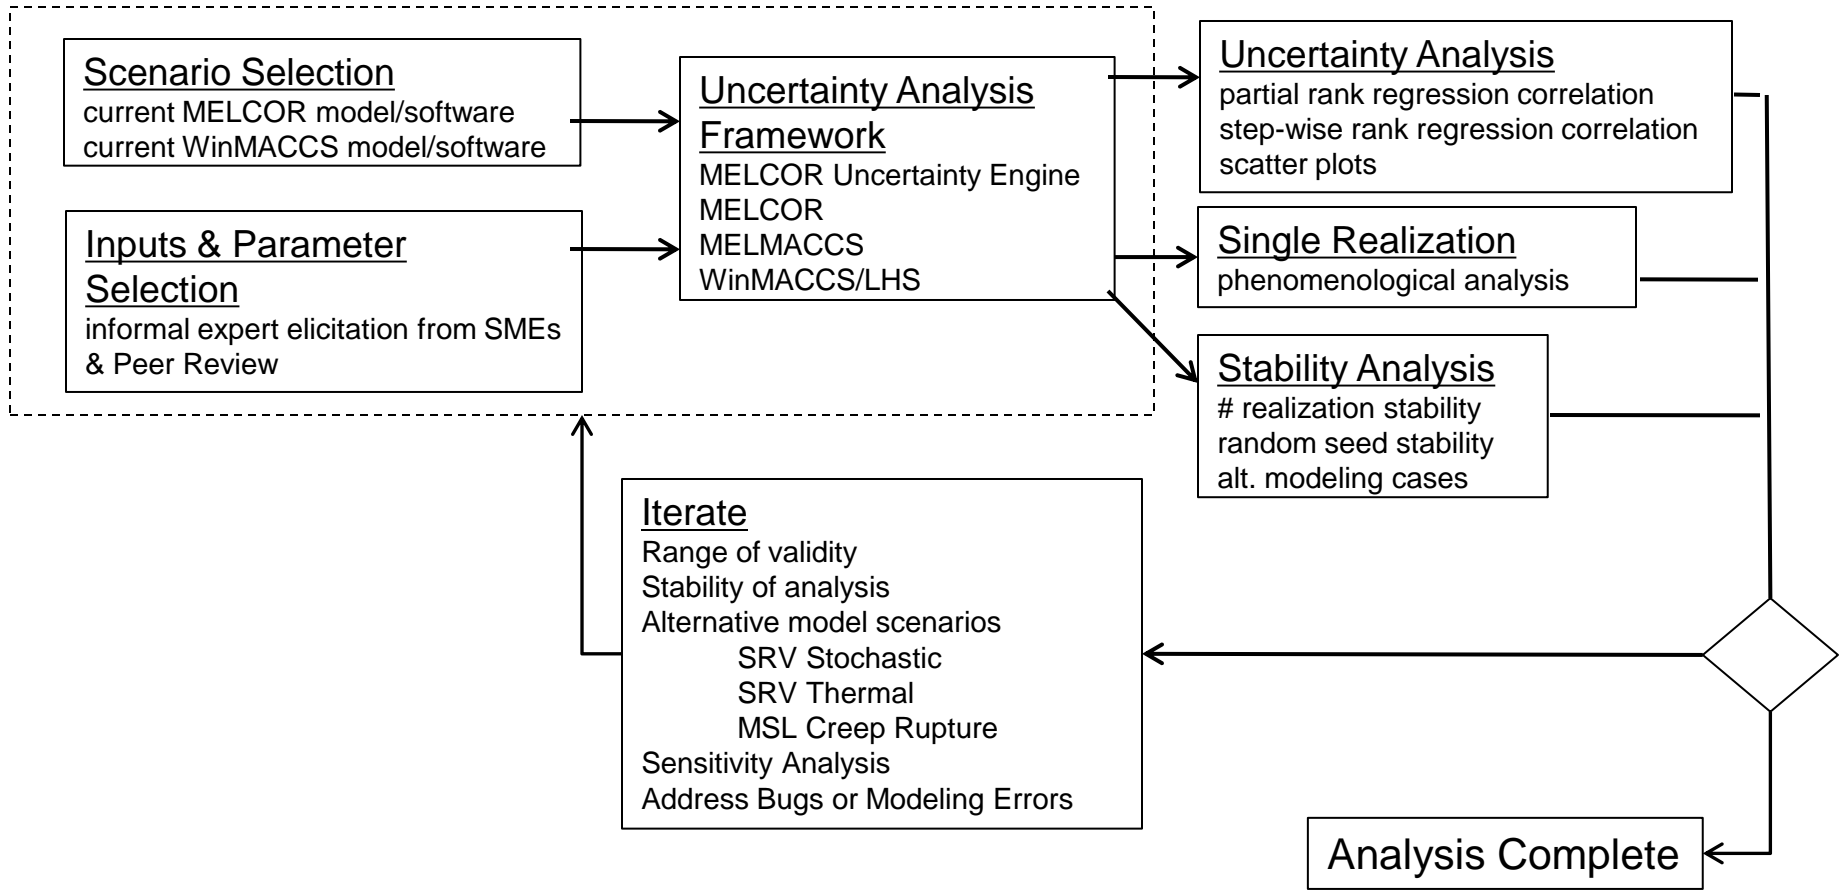 Scenario Selection
current MELCOR model/software
current WinMACCS model/software
Inputs & Parameter
Selection
informal expert elicitation from SMEs
& Peer Review
Uncertainty Analysis
Framework
MELCOR Uncertainty Engine
MELCOR
MELMACCS
WinMACCS/LHS
Uncertainty Analysis
partial rank regression correlation
step-wise rank regression correlation
scatter plots
Single Realization
phenomenological analysis
Stability Analysis
# realization stability
random seed stability
alt. modeling cases
Iterate
Range of validity
Stability of analysis
Alternative model scenarios
SRV Stochastic
SRV Thermal
MSL Creep Rupture
Sensitivity Analysis
Address Bugs or Modeling Errors
Analysis Complete